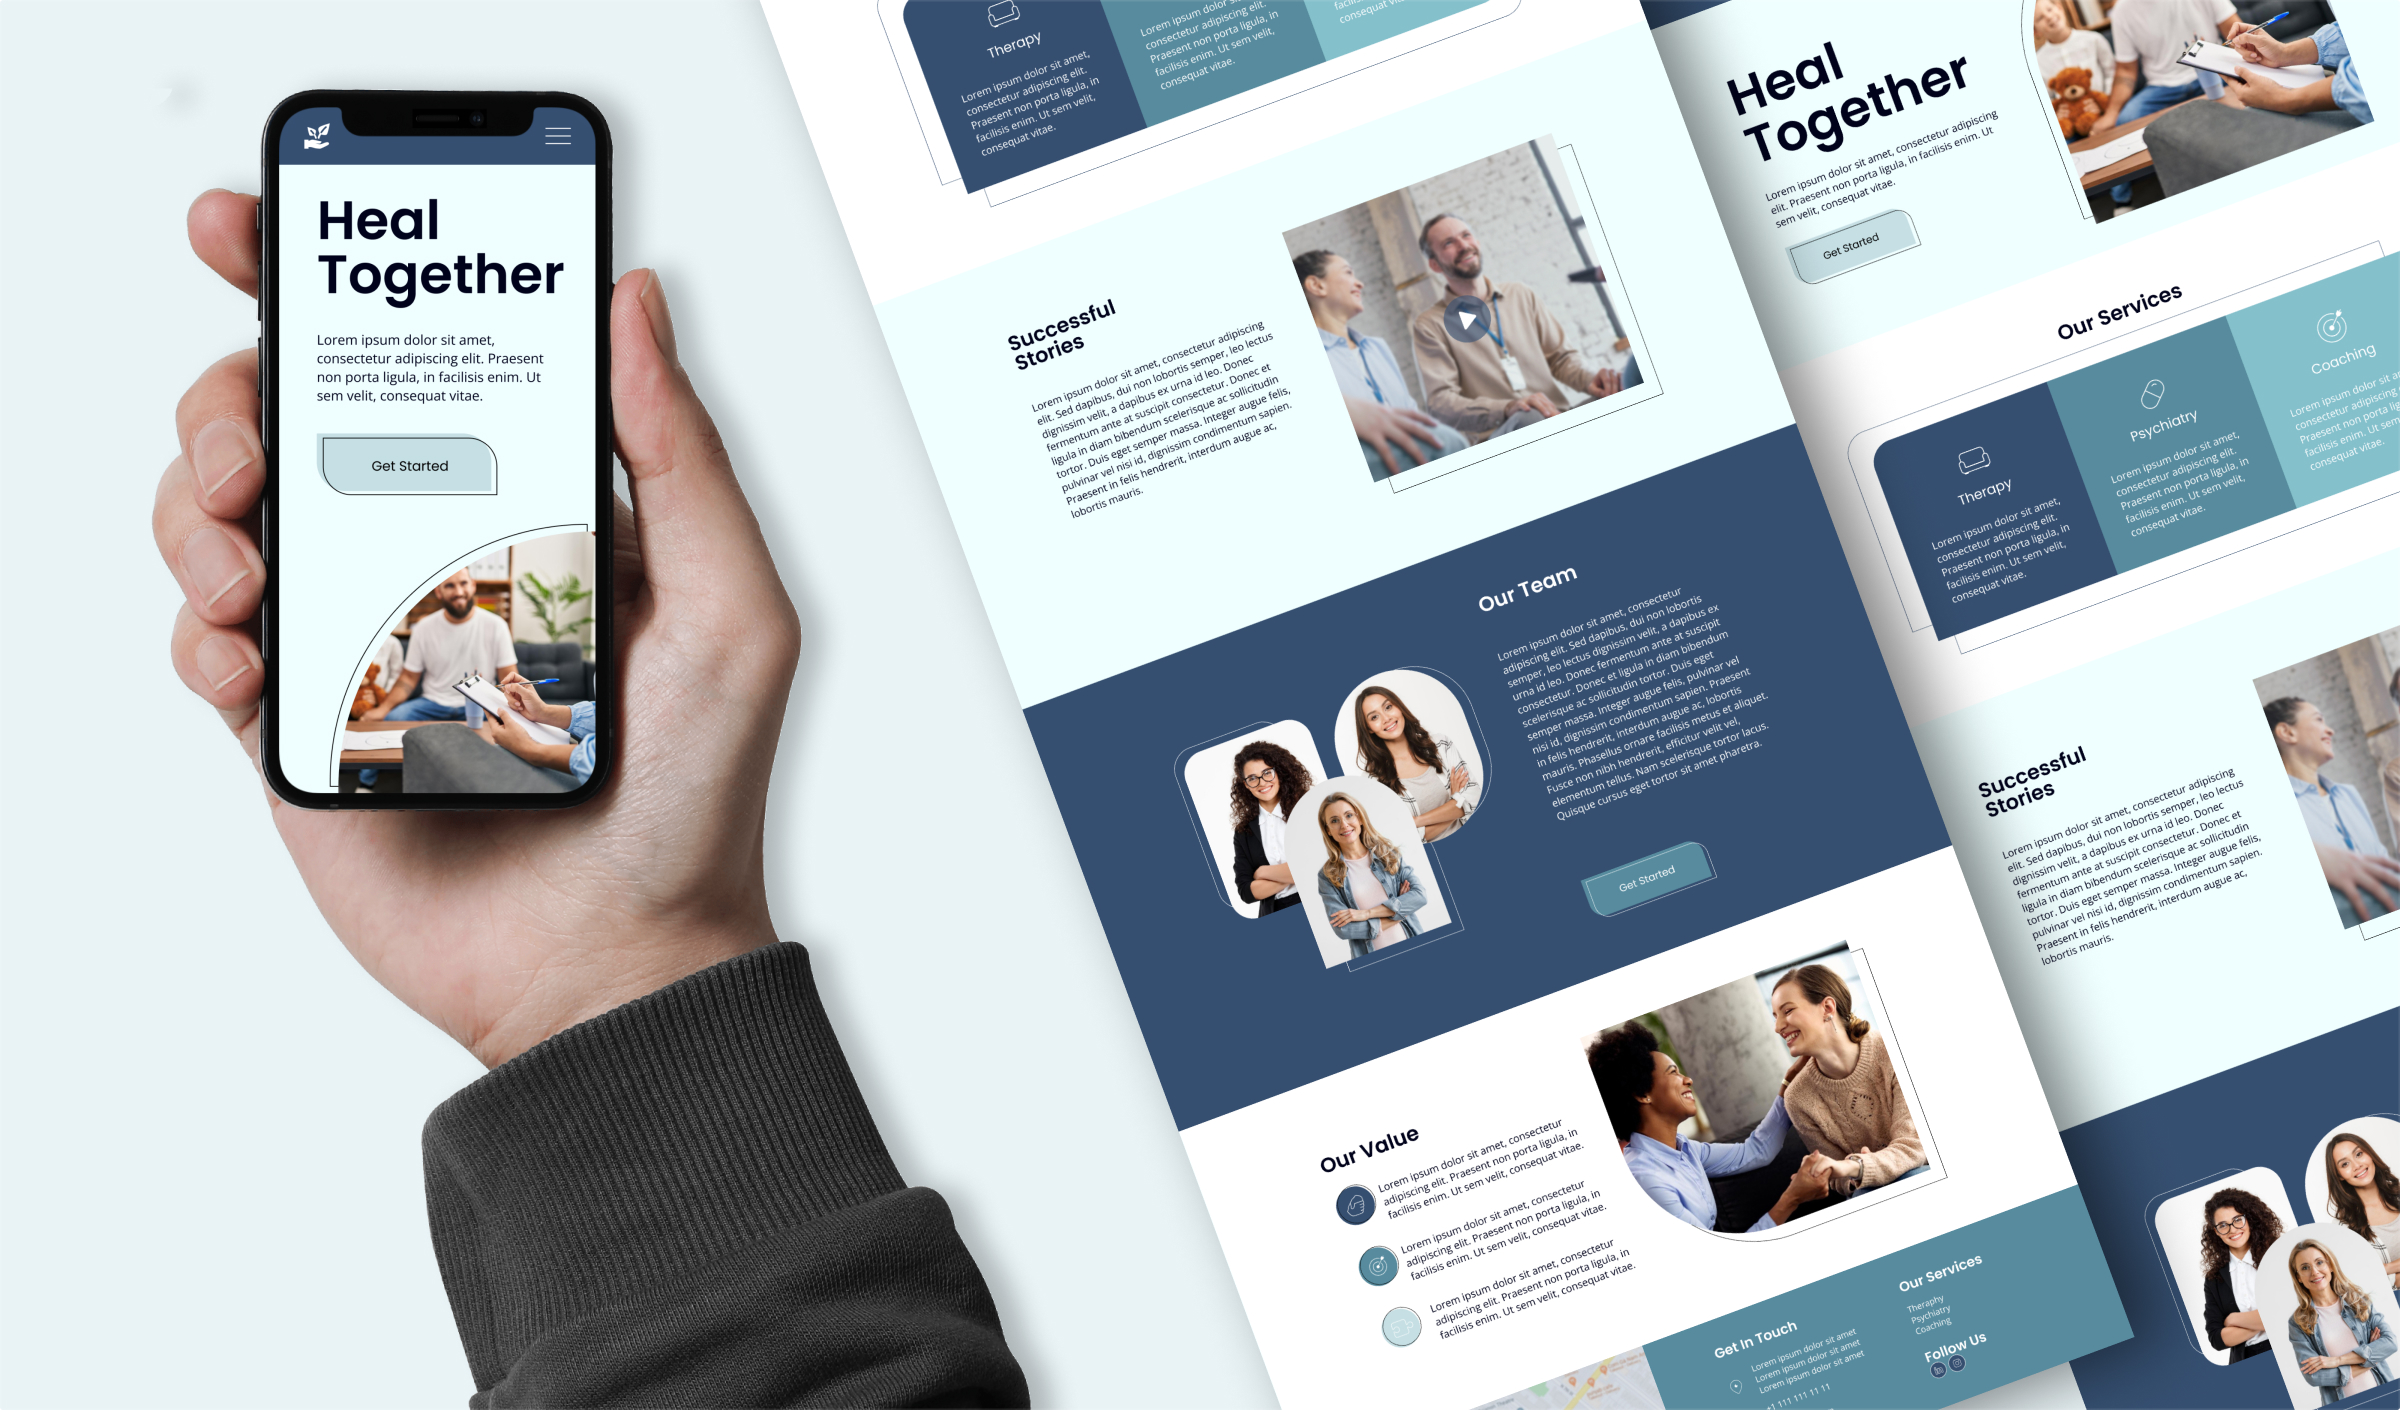 Heal
Together
Lorem ipsum dolor sit amet,
consectetur adipiscing elit. Praesent
non porta ligula, in facilisis enim. Ut
sem velit, consequat vitae.
Get Started
Therapy
Lorem ipsum dolor sit amet,
consectetur adipiscing elit.
Praesent non porta ligula, in
facilisis enim. Ut sem velit,
consequat vitae.
Lorem ipsum dolor sit
consectetur adipiscing elit.
Praesent non porta ligula, in
facilisis enim. Ut sem velit,
consequat vitae.
consequat
Successful
Stories
Lorem ipsum dolor sit amet, consectetur adipiscing
elit. Sed dapibus, dui non lobortis semper, leo lectus
dignissim velit, a dapibus ex urna id leo. Donec
fermentum ante at suscipit consectetur. Donec et
ligula in diam bibendum scelerisque ac sollicitudin
tortor. Duis eget semper massa. Integer augue felis,
pulvinar vel nisi id, dignissim condimentum sapien.
Praesent in felis hendrerit, interdum augue ac,
lobortis mauris.
Our Team
Lorem ipsum dolor sit amet, consectetur
adipiscing elit. Sed dapibus, dui non lobortis
semper, leo lectus dignissim velit, a dapibus ex
urna id leo. Donec fermentum ante at suscipit
consectetur. Donec et ligula in diam bibendum
scelerisque ac sollicitudin tortor. Duis eget
semper massa. Integer augue felis, pulvinar vel
nisi id, dignissim condimentum sapien. Praesent
in felis hendrerit, interdum augue ac, lobortis
mauris. Phasellus ornare facilisis metus et aliquet.
Fusce non nibh hendrerit, efficitur velit vel,
elementum tellus. Nam scelerisque tortor lacus.
Quisque cursus eget tortor sit amet pharetra.
Get Started
Our Value
Lorem ipsum dolor sit amet, consectetur
adipiscing elit. Praesent non porta ligula, in
facilisis enim. Ut sem velit, consequat vitae.
Lorem ipsum dolor sit amet, consectetur
adipiscing elit. Praesent non porta ligula, in
facilisis enim. Ut sem velit, consequat vitae.
Lorem ipsum dolor sit amet, consectetur
adipiscing elit. Praesent non porta ligula, in
facilisis enim. Ut sem velit, consequat vitae.
Get In Touch
Lorem ipsum dolor sit amet
Lorem ipsum dolor sit amet
Lorem ipsum dolor sit amet
+1 111 111 11 11
Our Services
Theraphy
Psychiatry
Coaching
Follow Us
Heal
Together
Lorem ipsum dolor sit amet, consectetur adipiscing
elit. Praesent non porta ligula, in facilisis enim. Ut
sem velit, consequat vitae.
Get Started
Our Services
Therapy
Lorem ipsum dolor sit amet,
consectetur adipiscing elit.
Praesent non porta ligula, in
facilisis enim. Ut sem velit,
consequat vitae.
Psychiatry
Lorem ipsum dolor sit amet,
consectetur adipiscing elit.
Praesent non porta ligula, in
facilisis enim. Ut sem velit,
consequat vitae.
Coaching
Lorem ipsum dolor sit
consectetur adipiscing
Praesent non porta
facilisis enim. Ut sem
consequat vitae.
Successful
Stories
Lorem ipsum dolor sit amet, consectetur adipiscing
elit. Sed dapibus, dui non lobortis semper, leo lectus
dignissim velit, a dapibus ex urna id leo. Donec
fermentum ante at suscipit consectetur. Donec et
ligula in diam bibendum scelerisque ac sollicitudin
tortor. Duis eget semper massa. Integer augue felis,
pulvinar vel nisi id, dignissim condimentum sapien.
Praesent in felis hendrerit, interdum augue ac,
lobortis mauris.